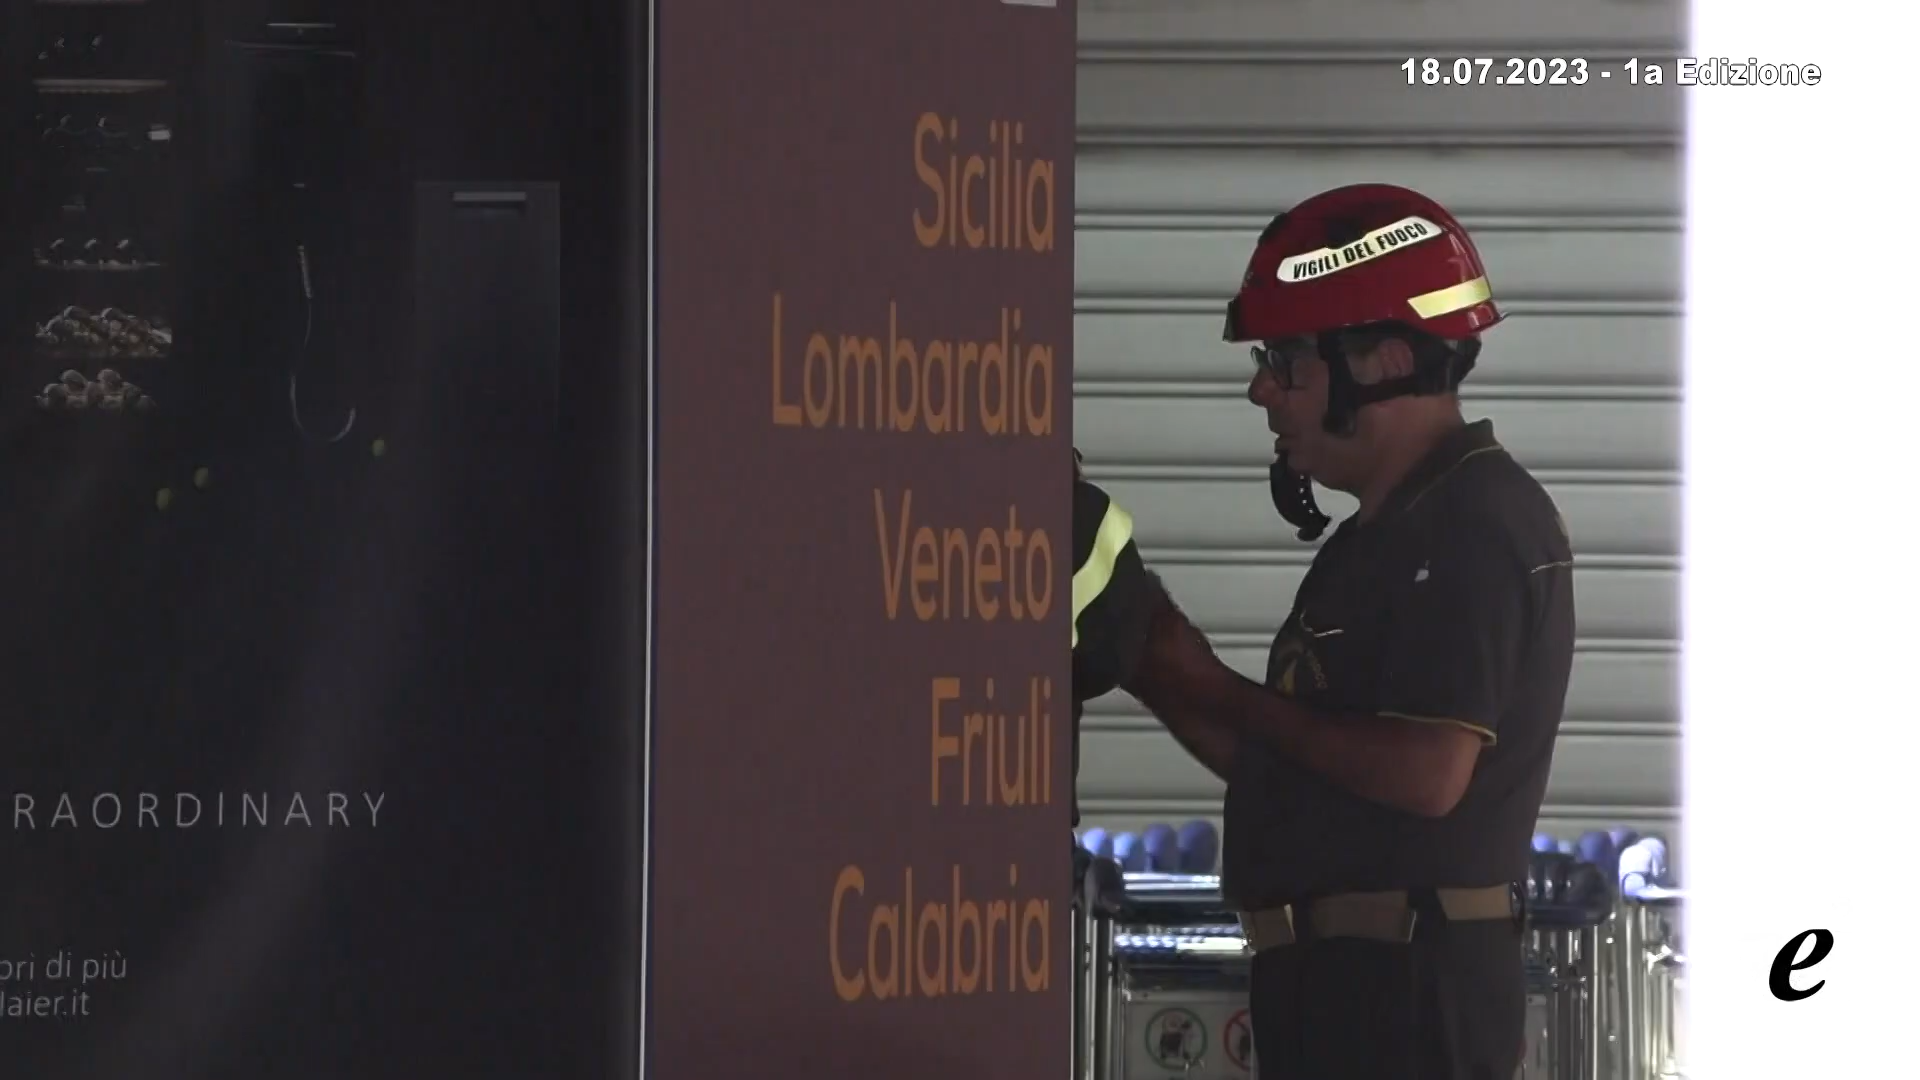 18.07.2023 - 1a Edizione
Sicilia
VIGILI DEL FUOCO
Lombardia
Veneto
Friuli
RAORDINARY
Calabria
e
ori di più
laier.it